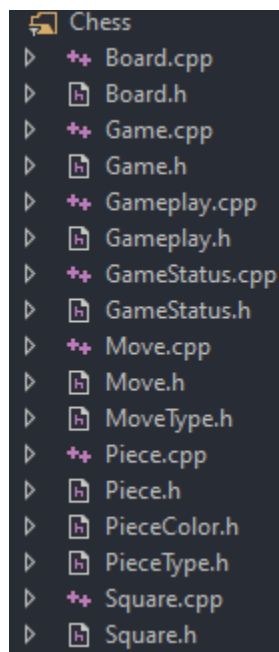 Chess
Board.cpp
Board.h
Game.cpp
Game.h
Gameplay.cpp
Gameplay.h
GameStatus.cpp
GameStatus.h
Move.cpp
Move.h
MoveType.h
Piece.cpp
Piece.h
PieceColor.h
PieceType.h
Square.cpp
Square.h